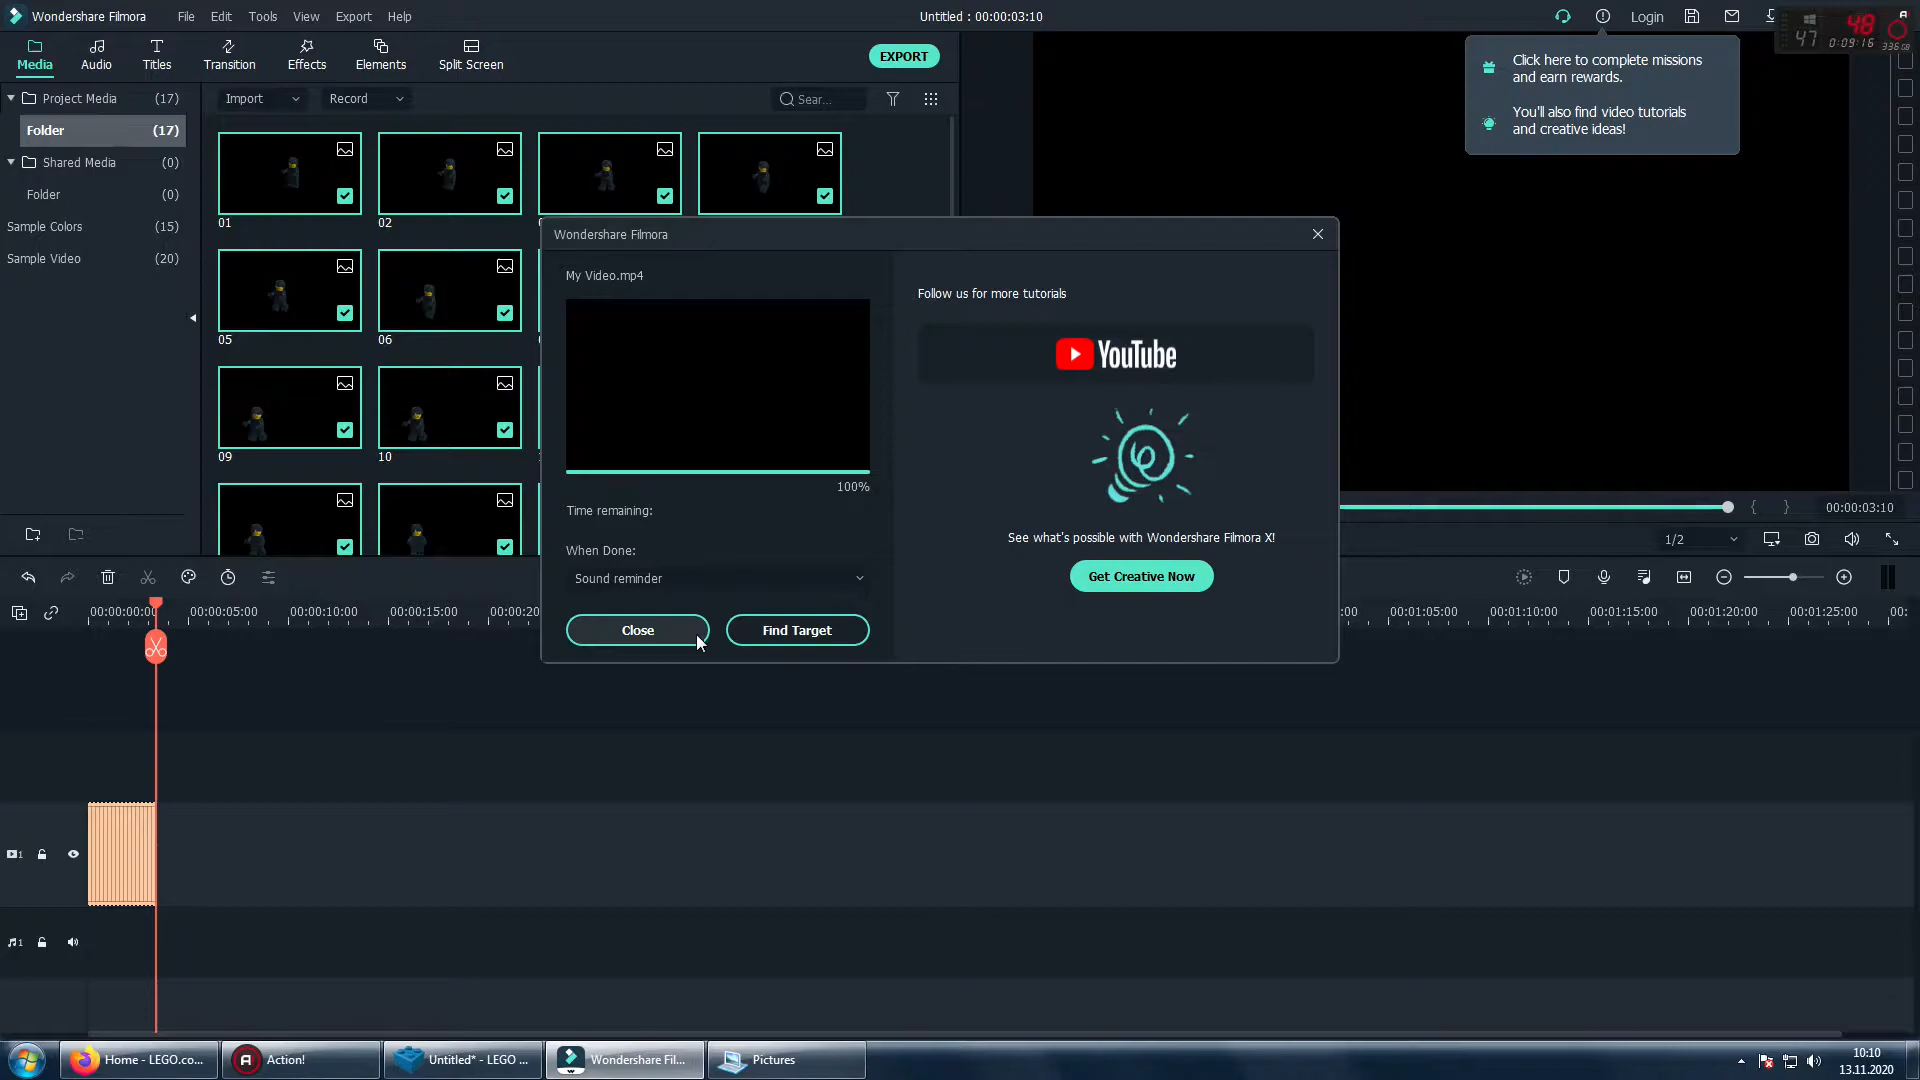 Wondershare Filmora
File
Edit
Tools
View
Export
Help
Untitled : 00:00:03:10
Login
48
47
0:09:16
336 GB
Media
Audio
Titles
Transition
Effects
Elements
Split Screen
EXPORT
Click here to complete missions
and earn rewards.
You'll also find video tutorials
and creative ideas!
Project Media (17)
Folder (17)
Shared Media (0)
Folder (0)
Sample Colors (15)
Sample Video (20)
Import
Record
Sear...
01
02
05
06
09
10
Wondershare Filmora
My Video.mp4
100%
Time remaining:
When Done:
Sound reminder
Close
Find Target
Follow us for more tutorials
YouTube
See what's possible with Wondershare Filmora X!
Get Creative Now
{ }
00:00:03:10
1/2
00:00:00:00
00:00:05:00
00:00:10:00
00:00:15:00
00:00:20
:00
00:01:05:00
00:01:10:00
00:01:15:00
00:01:20:00
00:01:25:00
00:
1
1
Home - LEGO.co...
Action!
Untitled* - LEGO ...
Wondershare Fil...
Pictures
10:10
13.11.2020